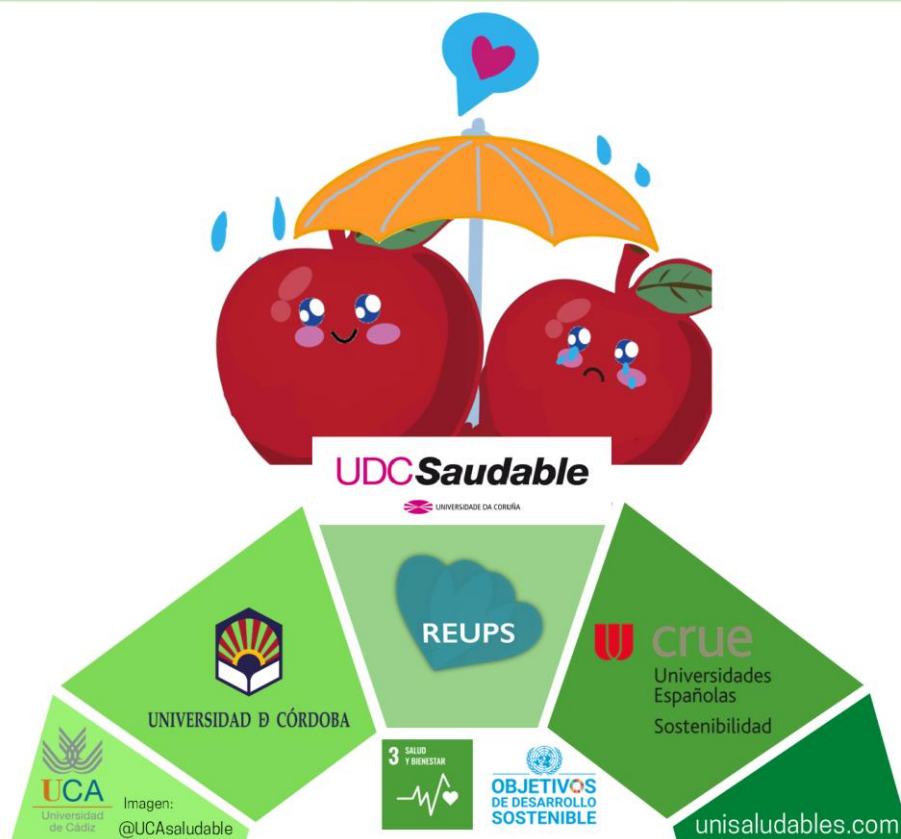 UDCSaudable
UNIVERSIDADE DA CORUÑA
REUPS
UNIVERSIDAD Ð CÓRDOBA
crue
Universidades
Españolas
Sostenibilidad
3 SALUD
Y BIENESTAR
OBJETIVOS
DE DESARROLLO
SOSTENIBLE
UCA
Universidad
de Cádiz
Imagen:
@UCAsaludable
unisaludables.com